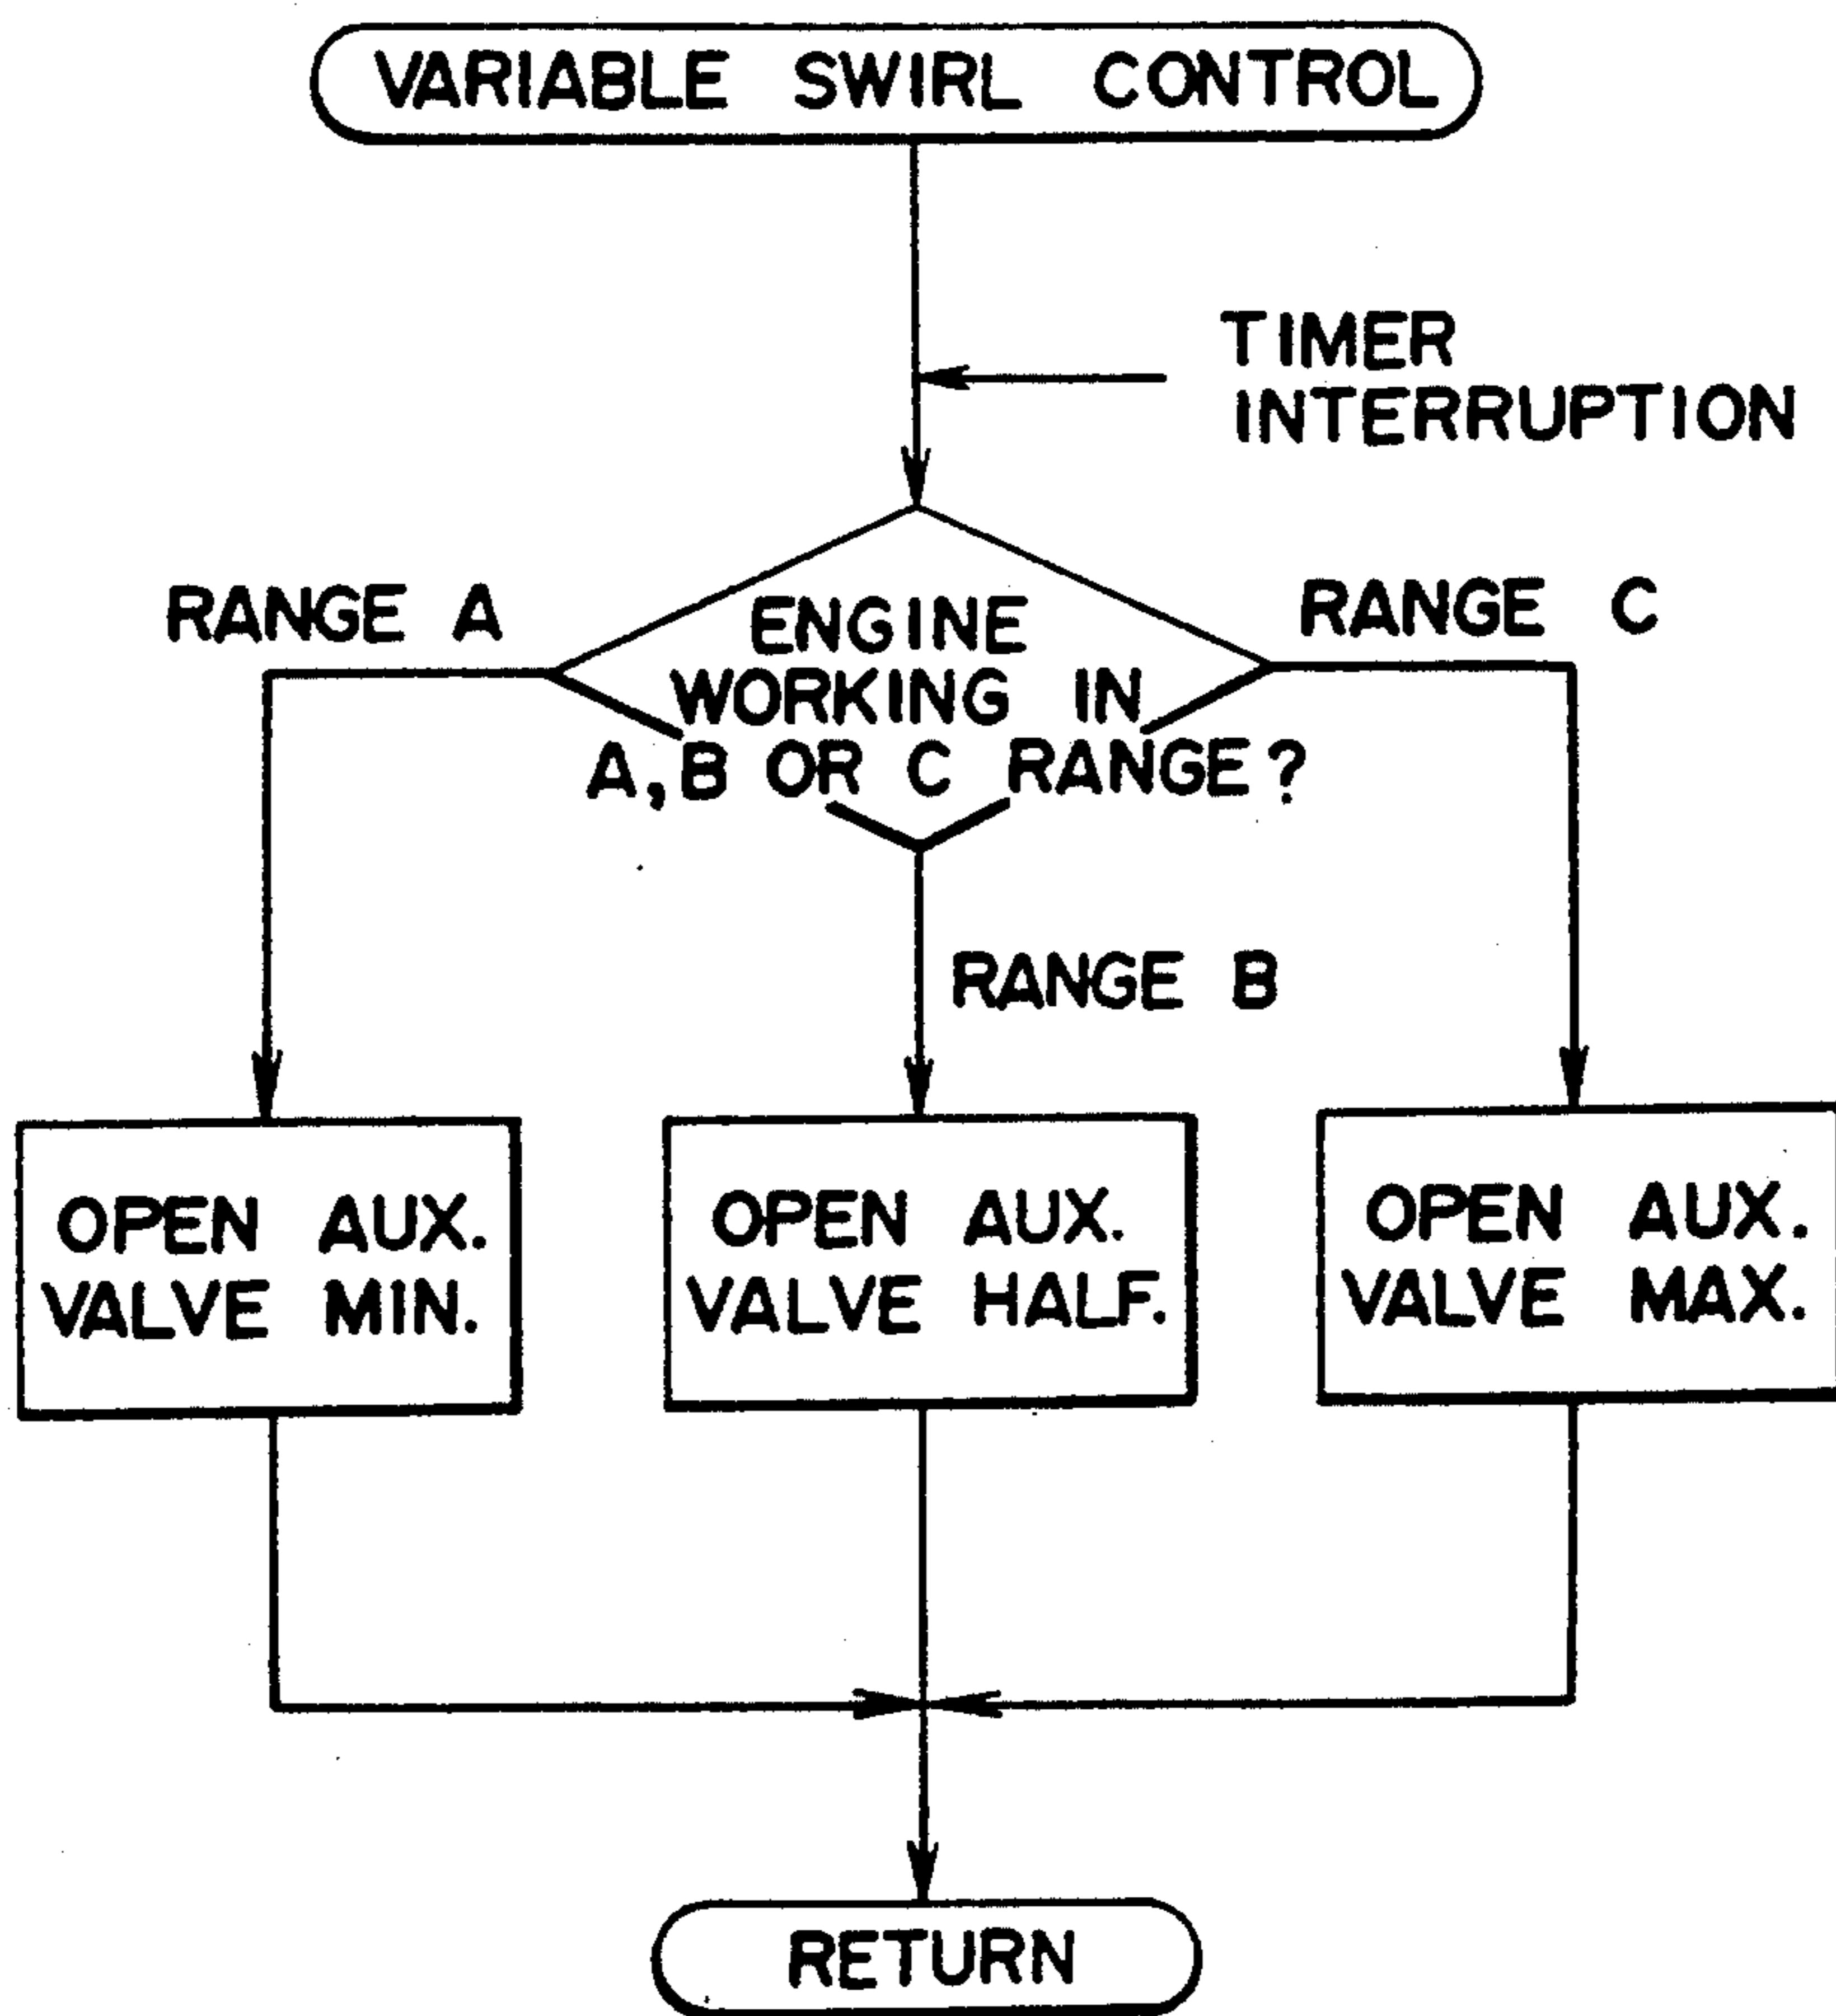 VARIABLE SWIRL CONTROL
TIMER
INTERRUPTION
RANGE A
ENGINE
WORKING IN
A,B OR C RANGE?
RANGE C
RANGE B
OPEN AUX.
VALVE MIN.
OPEN AUX.
VALVE HALF.
OPEN AUX.
VALVE MAX.
RETURN